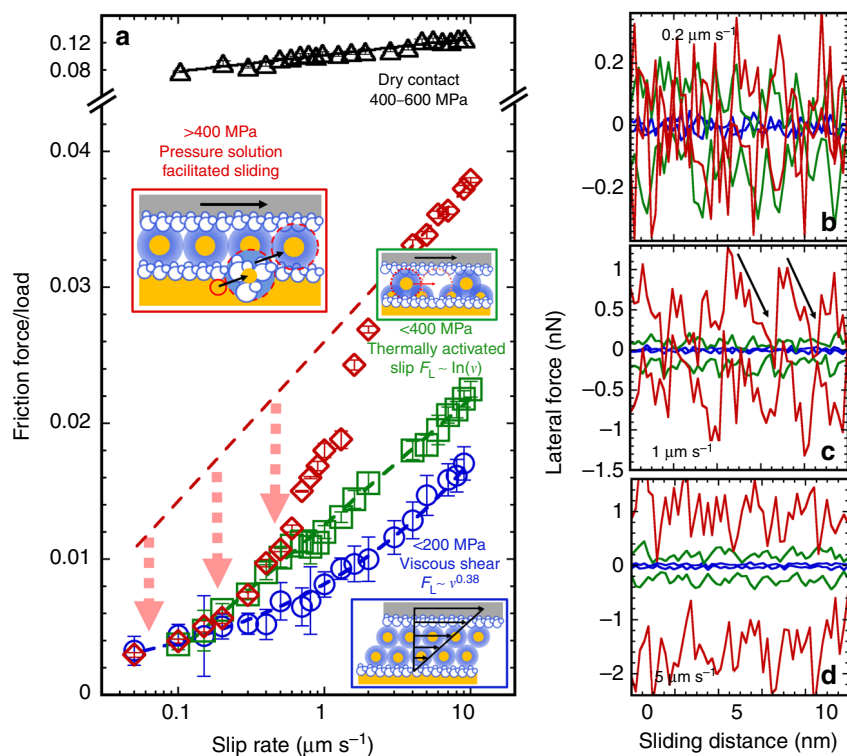 a
0.12
0.08
Dry contact
400–600 MPa
>400 MPa
Pressure solution
facilitated sliding
<400 MPa
Thermally activated
slip F_L ~ ln(v)
<200 MPa
Viscous shear
F_L ~ v^0.38
0.04
0.03
0.02
0.01
0
Friction force/load
0.1
1
10
Slip rate (μm s⁻¹)
0.2 μm s⁻¹
0.2
0
–0.2
b
1
0.5
0
–0.5
–1
–1.5
1 μm s⁻¹
c
Lateral force (nN)
1
0
–1
–2
5 μm s⁻¹
d
0
5
10
Sliding distance (nm)